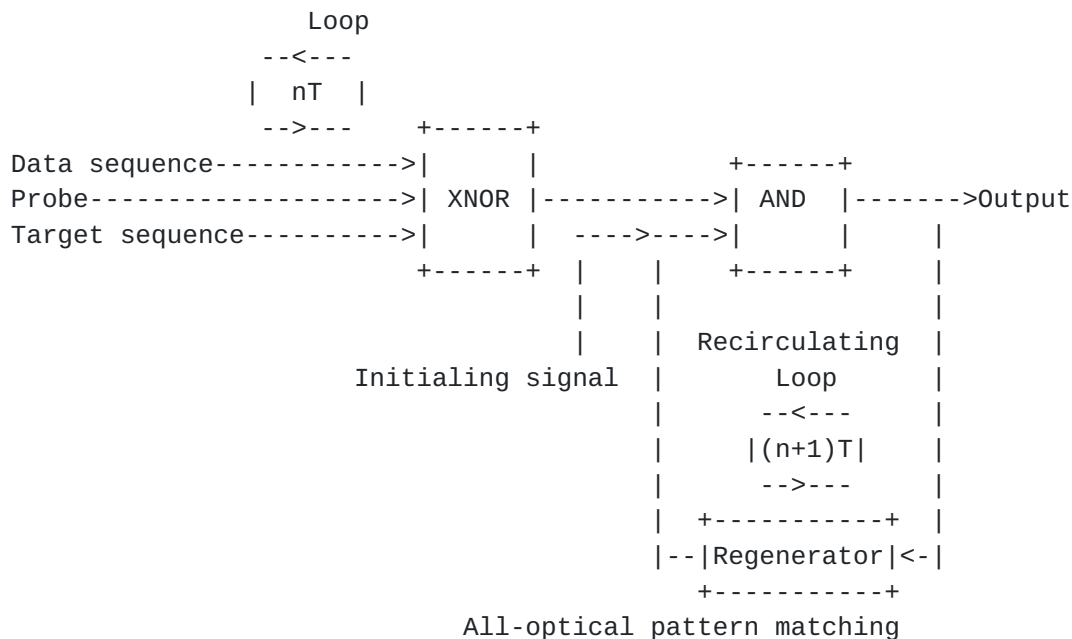 Loop
--<---
|  nT  |
-->---     +------+
Data sequence------------>|      |            +------+
Probe-------------------->| XNOR |----------->| AND  |------->Output
Target sequence---------->|      |  ---->---->|      |     |
+------+  |    |    +------+     |
|    |                 |
|    |  Recirculating  |
Initialing signal  |       Loop      |
|      --<---     |
|     |(n+1)T|    |
|      -->---     |
|  +-----------+  |
|--|Regenerator|<-|
+-----------+
All-optical pattern matching